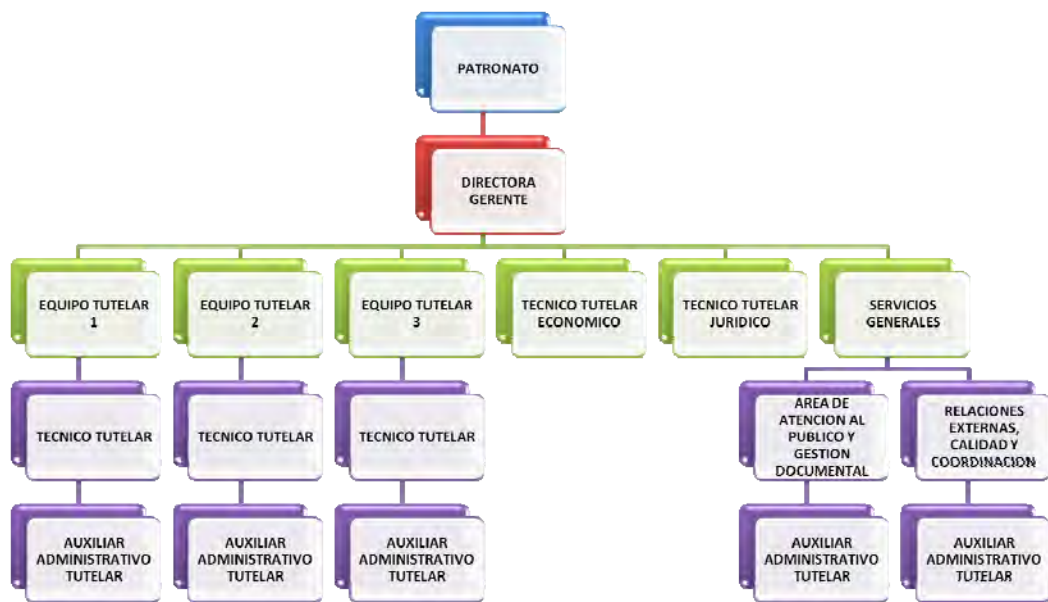 PATRONATO
DIRECTORA
GERENTE
EQUIPO TUTELAR
1
EQUIPO TUTELAR
2
EQUIPO TUTELAR
3
TECNICO TUTELAR
ECONOMICO
TECNICO TUTELAR
JURIDICO
SERVICIOS
GENERALES
TECNICO TUTELAR
TECNICO TUTELAR
TECNICO TUTELAR
AREA DE
ATENCION AL
PUBLICO Y
GESTION
DOCUMENTAL
RELACIONES
EXTERNAS,
CALIDAD Y
COORDINACION
AUXILIAR
ADMINISTRATIVO
TUTELAR
AUXILIAR
ADMINISTRATIVO
TUTELAR
AUXILIAR
ADMINISTRATIVO
TUTELAR
AUXILIAR
ADMINISTRATIVO
TUTELAR
AUXILIAR
ADMINISTRATIVO
TUTELAR